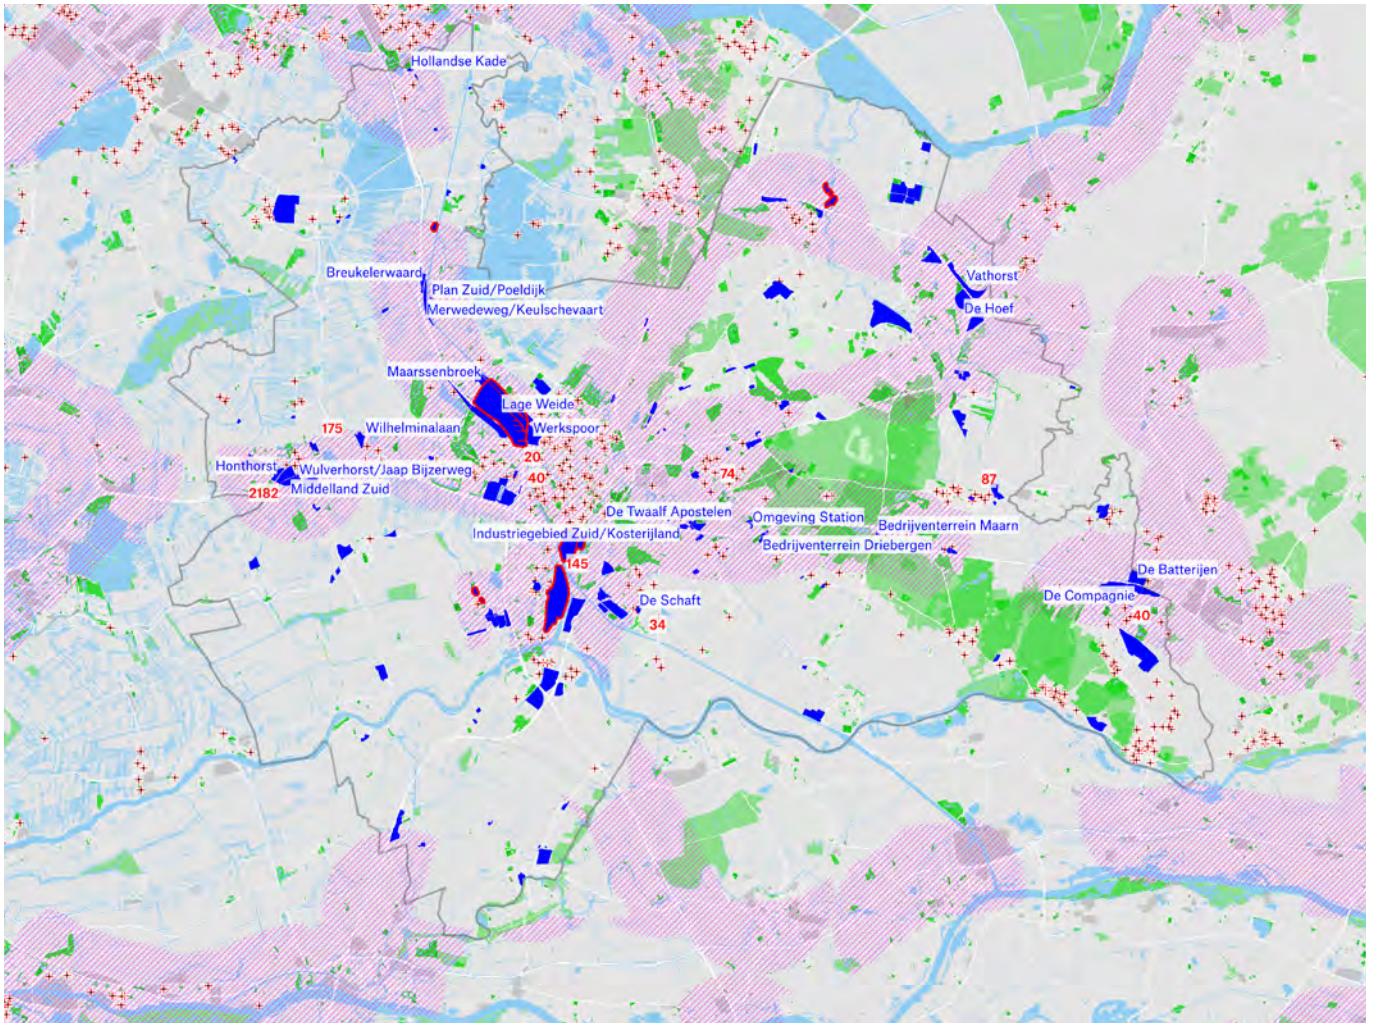 Hollandse Kade
Breukelerwaard
Vathorst
Plan Zuid/Poeldijk
De Hoef
Merwedeweg/Keulschevaart
Maarssenbroek
Lage Weide
175
Wilhelminalaan
Werkspoor
20
Honthorst
Wulverhorst/Jaap Bijzerweg
40
74
87
2182
Middelland Zuid
De Twaalf Apostelen
Omgeving Station
Bedrijventerrein Maarn
Industriegebied Zuid/Kosterijland
Bedrijventerrein Driebergen
145
De Batterijen
De Compagnie
De Schaft
40
34